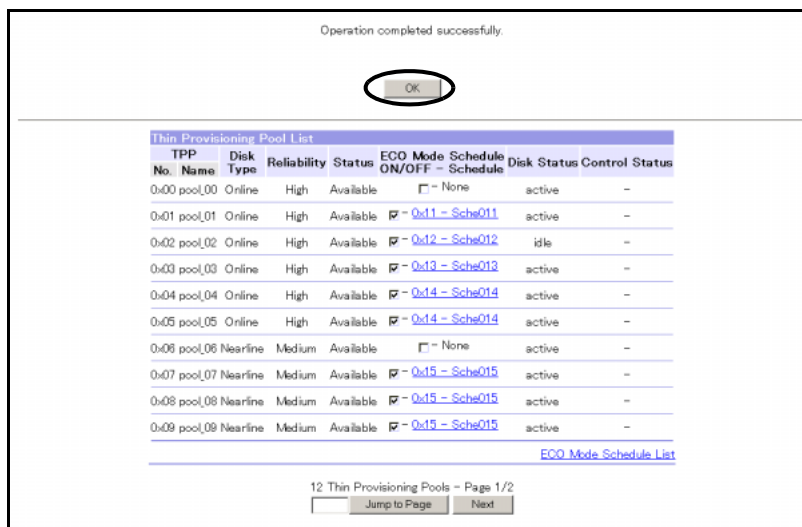 Operation completed successfully.
OK
Thin Provisioning Pool List
TPP Disk Type Reliability Status ECO Mode Schedule ON/OFF - Schedule Disk Status Control Status
No. Name
0x00 pool_00 Online High Available - None active -
0x01 pool_01 Online High Available - 0x11 - Sche011 active -
0x02 pool_02 Online High Available - 0x12 - Sche012 idle -
0x03 pool_03 Online High Available - 0x13 - Sche013 active -
0x04 pool_04 Online High Available - 0x14 - Sche014 active -
0x05 pool_05 Online High Available - 0x14 - Sche014 active -
0x06 pool_06 Nearline Medium Available - None active -
0x07 pool_07 Nearline Medium Available - 0x15 - Sche015 active -
0x08 pool_08 Nearline Medium Available - 0x15 - Sche015 active -
0x09 pool_09 Nearline Medium Available - 0x15 - Sche015 active -
ECO Mode Schedule List
12 Thin Provisioning Pools - Page 1/2
Jump to Page Next